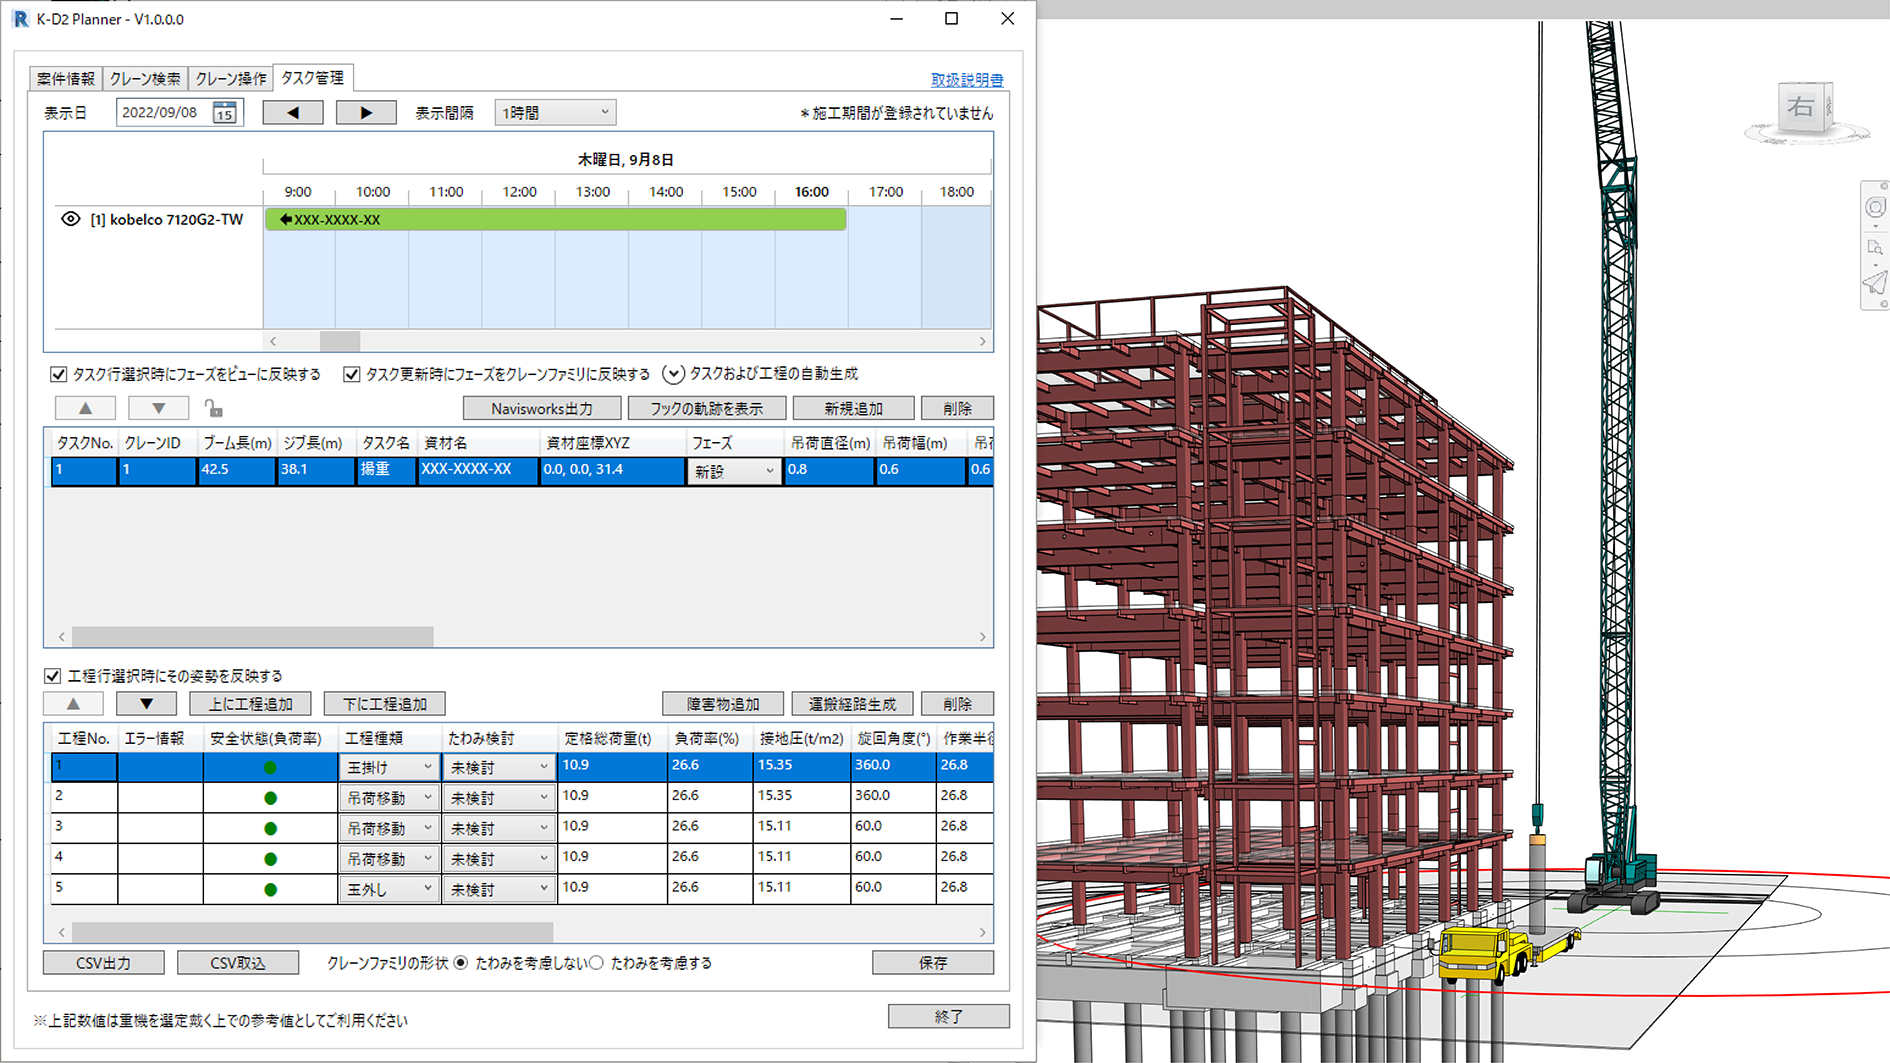 K-D2 Planner - V1.0.0.0
案件情報 クレーン検索 クレーン操作 タスク管理 取扱説明書
表示日 2022/09/08 15 ◀ ▶ 表示間隔 1時間 *施工期間が登録されていません
木曜日, 9月8日
9:00 10:00 11:00 12:00 13:00 14:00 15:00 16:00 17:00 18:00
[1] kobelco 7120G2-TW XXX-XXXX-XX
タスク行選択時にフェーズをビューに反映する タスク更新時にフェーズをクレーンファミリに反映する タスクおよび工程の自動生成
▲ ▼ Navisworks出力 フックの軌跡を表示 新規追加 削除
タスクNo. クレーンID ブーム長(m) ジブ長(m) タスク名 資材名 資材座標XYZ フェーズ 吊荷直径(m) 吊荷幅(m) 吊荷
1 1 42.5 38.1 揚重 XXX-XXXX-XX 0.0, 0.0, 31.4 新設 0.8 0.6 0.6
工程行選択時にその姿勢を反映する
▲ ▼ 上に工程追加 下に工程追加 障害物追加 運搬経路生成 削除
工程No. エラー情報 安全状態(負荷率) 工程種類 たわみ検討 定格総荷重(t) 負荷率(%) 接地圧(t/m2) 旋回角度(°) 作業半径
1 玉掛け 未検討 10.9 26.6 15.35 360.0 26.8
2 吊荷移動 未検討 10.9 26.6 15.35 360.0 26.8
3 吊荷移動 未検討 10.9 26.6 15.11 60.0 26.8
4 吊荷移動 未検討 10.9 26.6 15.11 60.0 26.8
5 玉外し 未検討 10.9 26.6 15.11 60.0 26.8
CSV出力 CSV取込 クレーンファミリの形状 たわみを考慮しない たわみを考慮する 保存
※上記数値は重機を選定戴く上での参考値としてご利用ください 終了
右